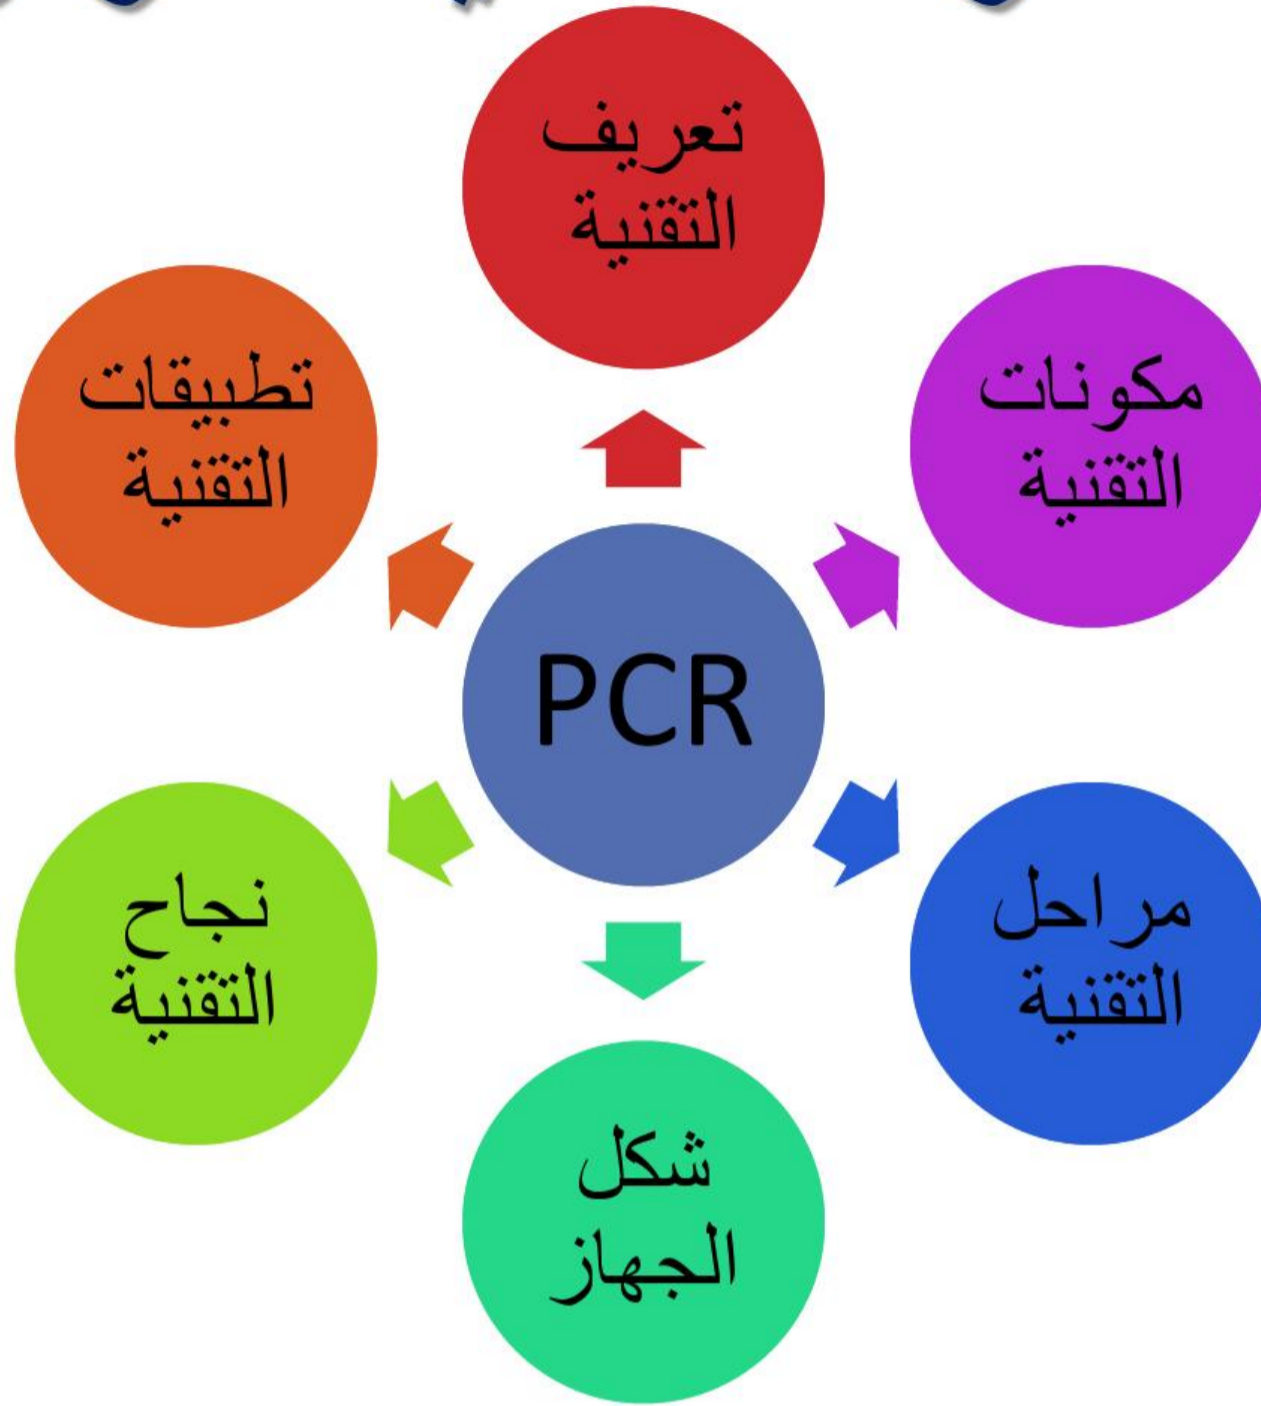 تعريف
التقنية
مكونات
التقنية
مراحل
التقنية
شكل
الجهاز
نجاح
التقنية
تطبيقات
التقنية
PCR